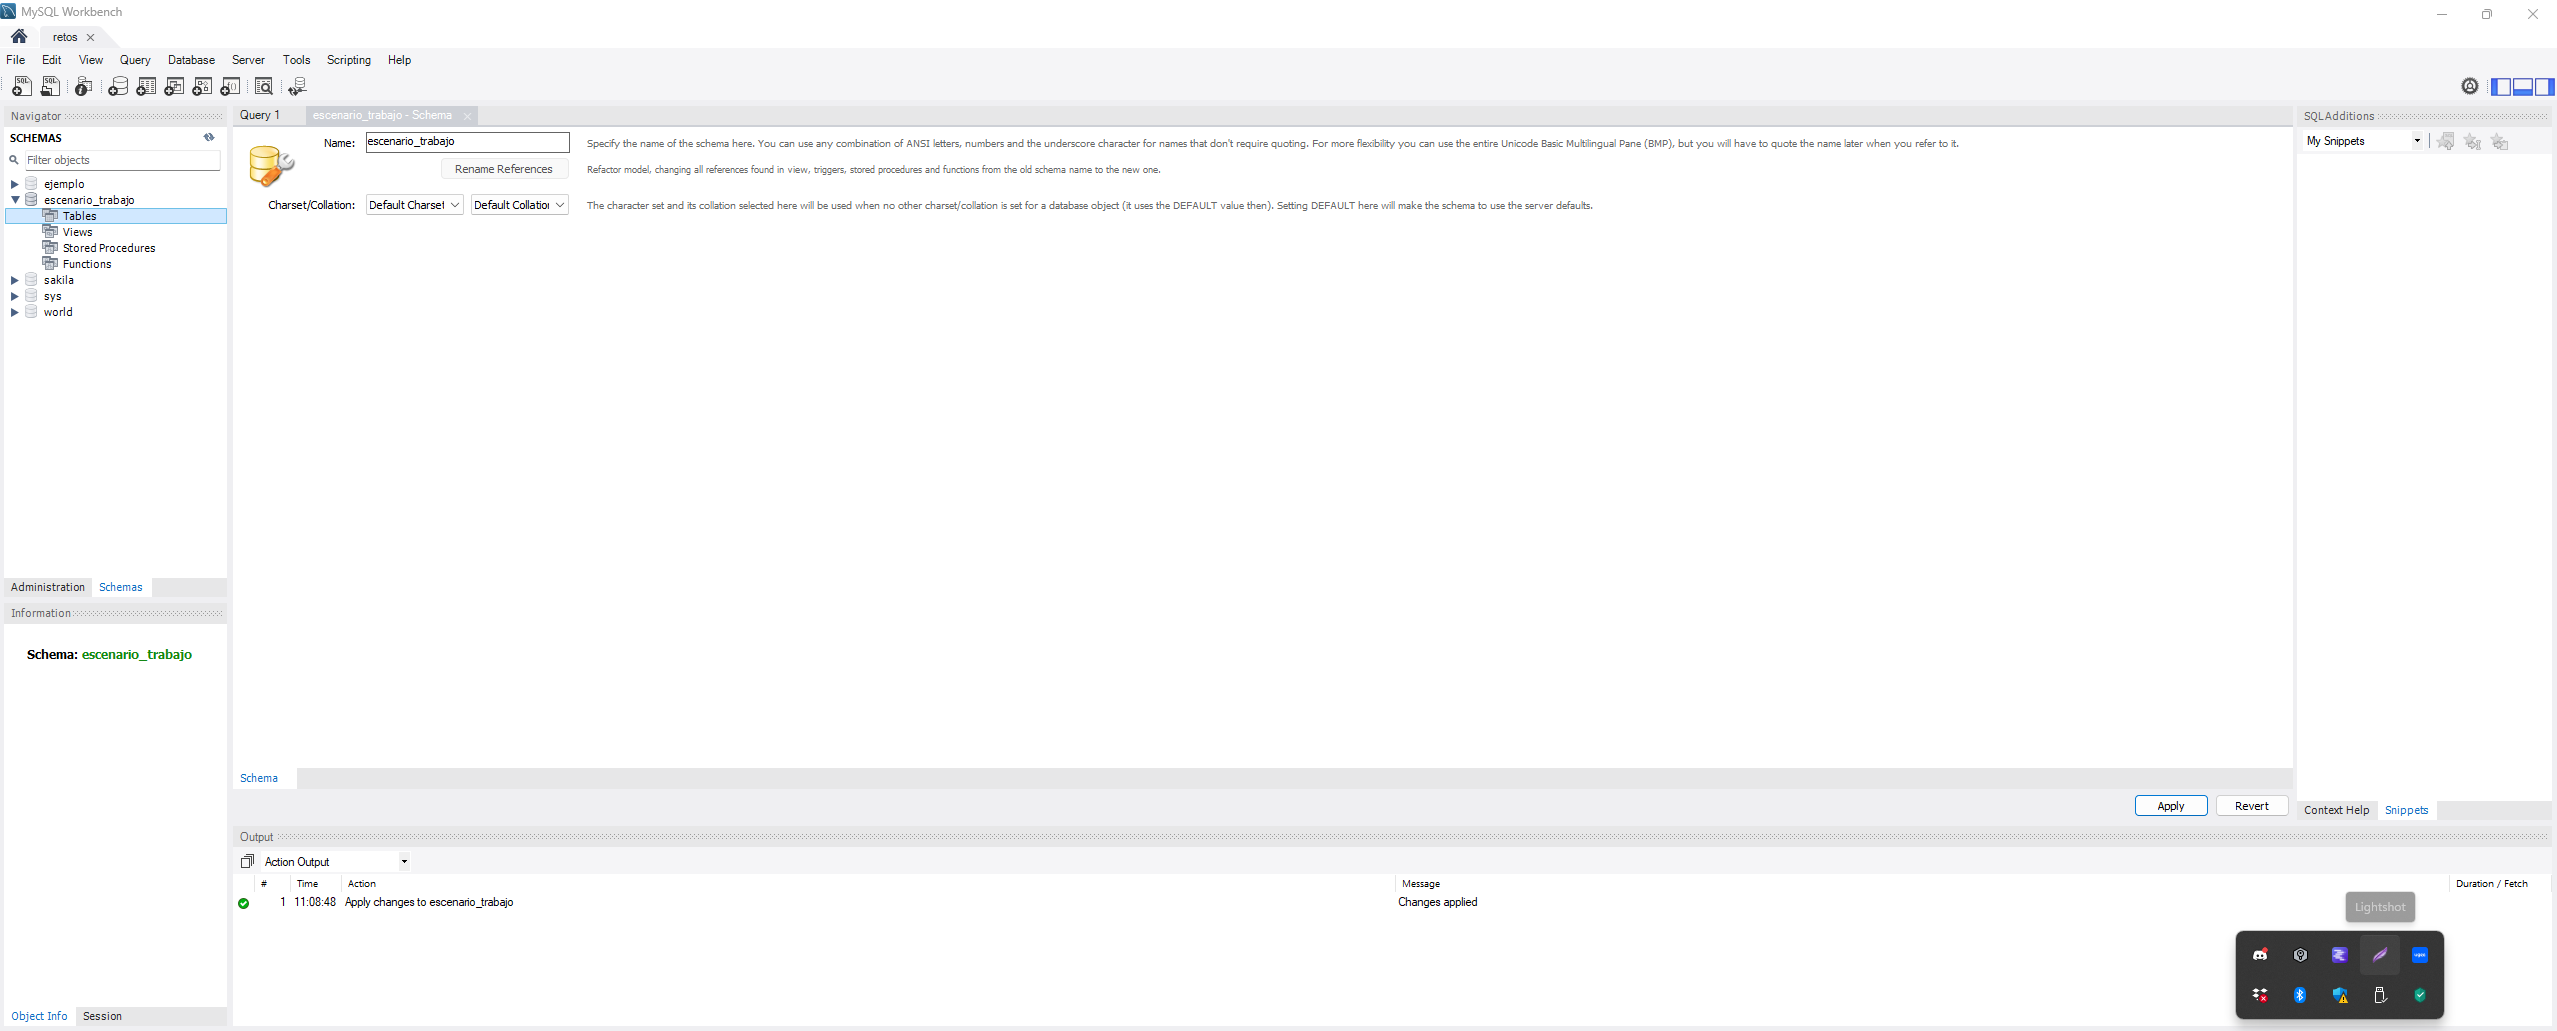 MySQL Workbench
retos
File Edit View Query Database Server Tools Scripting Help
Navigator
SCHEMAS
Filter objects
ejemplo
escenario_trabajo
Tables
Views
Stored Procedures
Functions
sakila
sys
world
Administration Schemas
Information
Schema: escenario_trabajo
Object Info Session
Query 1 escenario_trabajo - Schema
Name: escenario_trabajo Specify the name of the schema here. You can use any combination of ANSI letters, numbers and the underscore character for names that don't require quoting. For more flexibility you can use the entire Unicode Basic Multilingual Pane (BMP), but you will have to quote the name later when you refer to it.
Rename References Refactor model, changing all references found in view, triggers, stored procedures and functions from the old schema name to the new one.
Charset/Collation: Default Charset Default Collation The character set and its collation selected here will be used when no other charset/collation is set for a database object (it uses the DEFAULT value then). Setting DEFAULT here will make the schema to use the server defaults.
Schema
Apply Revert
SQLAdditions
My Snippets
Context Help Snippets
Output
Action Output
# Time Action Message Duration / Fetch
1 11:08:48 Apply changes to escenario_trabajo Changes applied
Lightshot